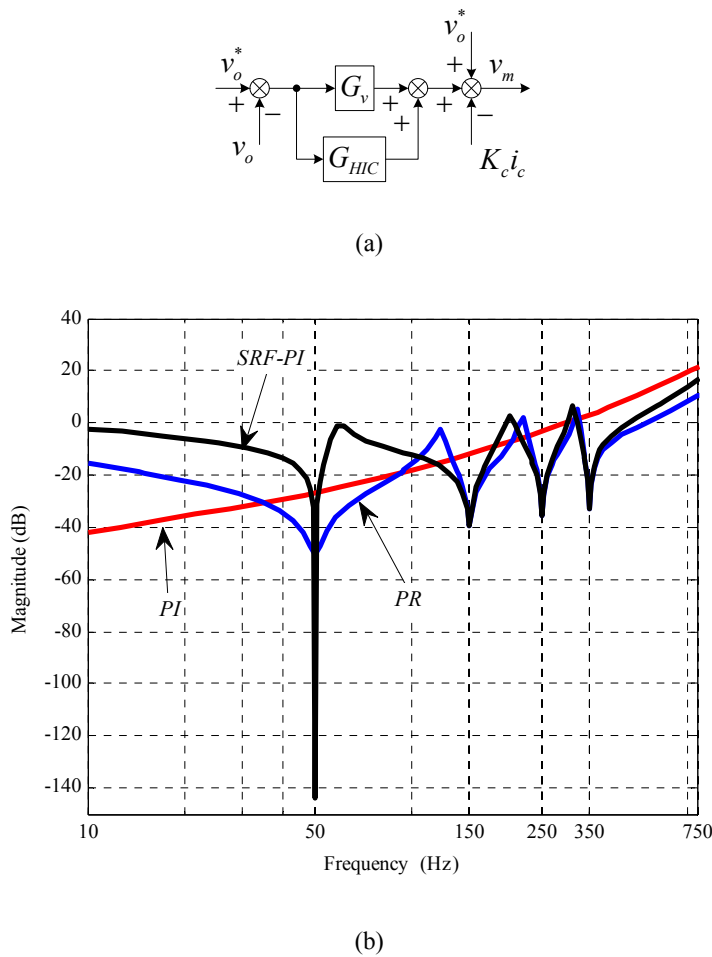 v_o^*
v_o^* + − G_v + + + + − v_m
v_o G_HIC K_c i_c
(a)
40
20
0
-20
-40
-60
-80
-100
-120
-140
Magnitude (dB)
SRF-PI
PI
PR
10 50 150 250 350 750
Frequency (Hz)
(b)